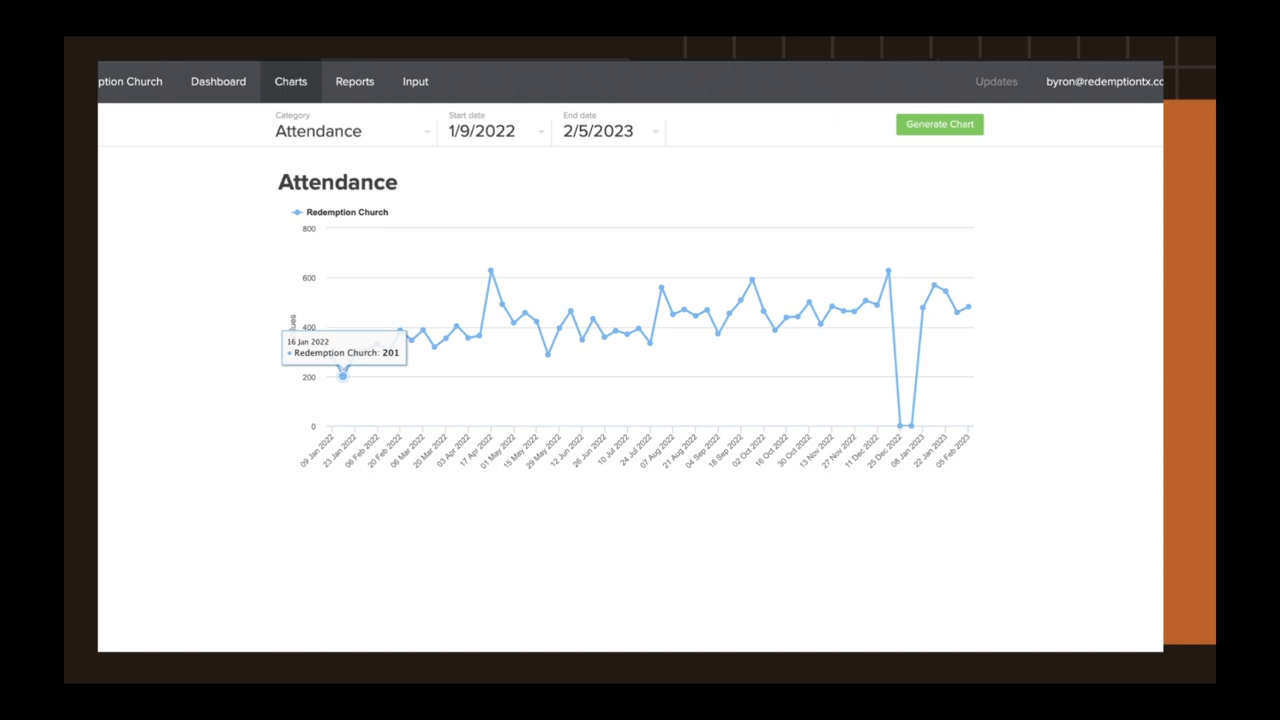 ption Church Dashboard Charts Reports Input Updates byron@redemptiontx.co
Category Start date End date
Attendance 1/9/2022 2/5/2023 Generate Chart
Attendance
Redemption Church
800
600
400
200
0
16 Jan 2022
Redemption Church: 201
09 Jan 2022
23 Jan 2022
06 Feb 2022
20 Feb 2022
06 Mar 2022
20 Mar 2022
03 Apr 2022
17 Apr 2022
01 May 2022
15 May 2022
29 May 2022
12 Jun 2022
26 Jun 2022
10 Jul 2022
24 Jul 2022
07 Aug 2022
21 Aug 2022
04 Sep 2022
18 Sep 2022
02 Oct 2022
16 Oct 2022
30 Oct 2022
13 Nov 2022
27 Nov 2022
11 Dec 2022
25 Dec 2022
08 Jan 2023
22 Jan 2023
05 Feb 2023